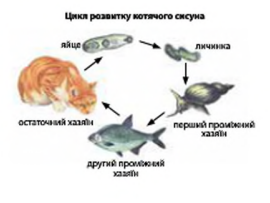 Цикл розвитку котячого сисуна
яйце
личинка
остаточний хазяїн
перший проміжний
хазяїн
другий проміжний
хазяїн